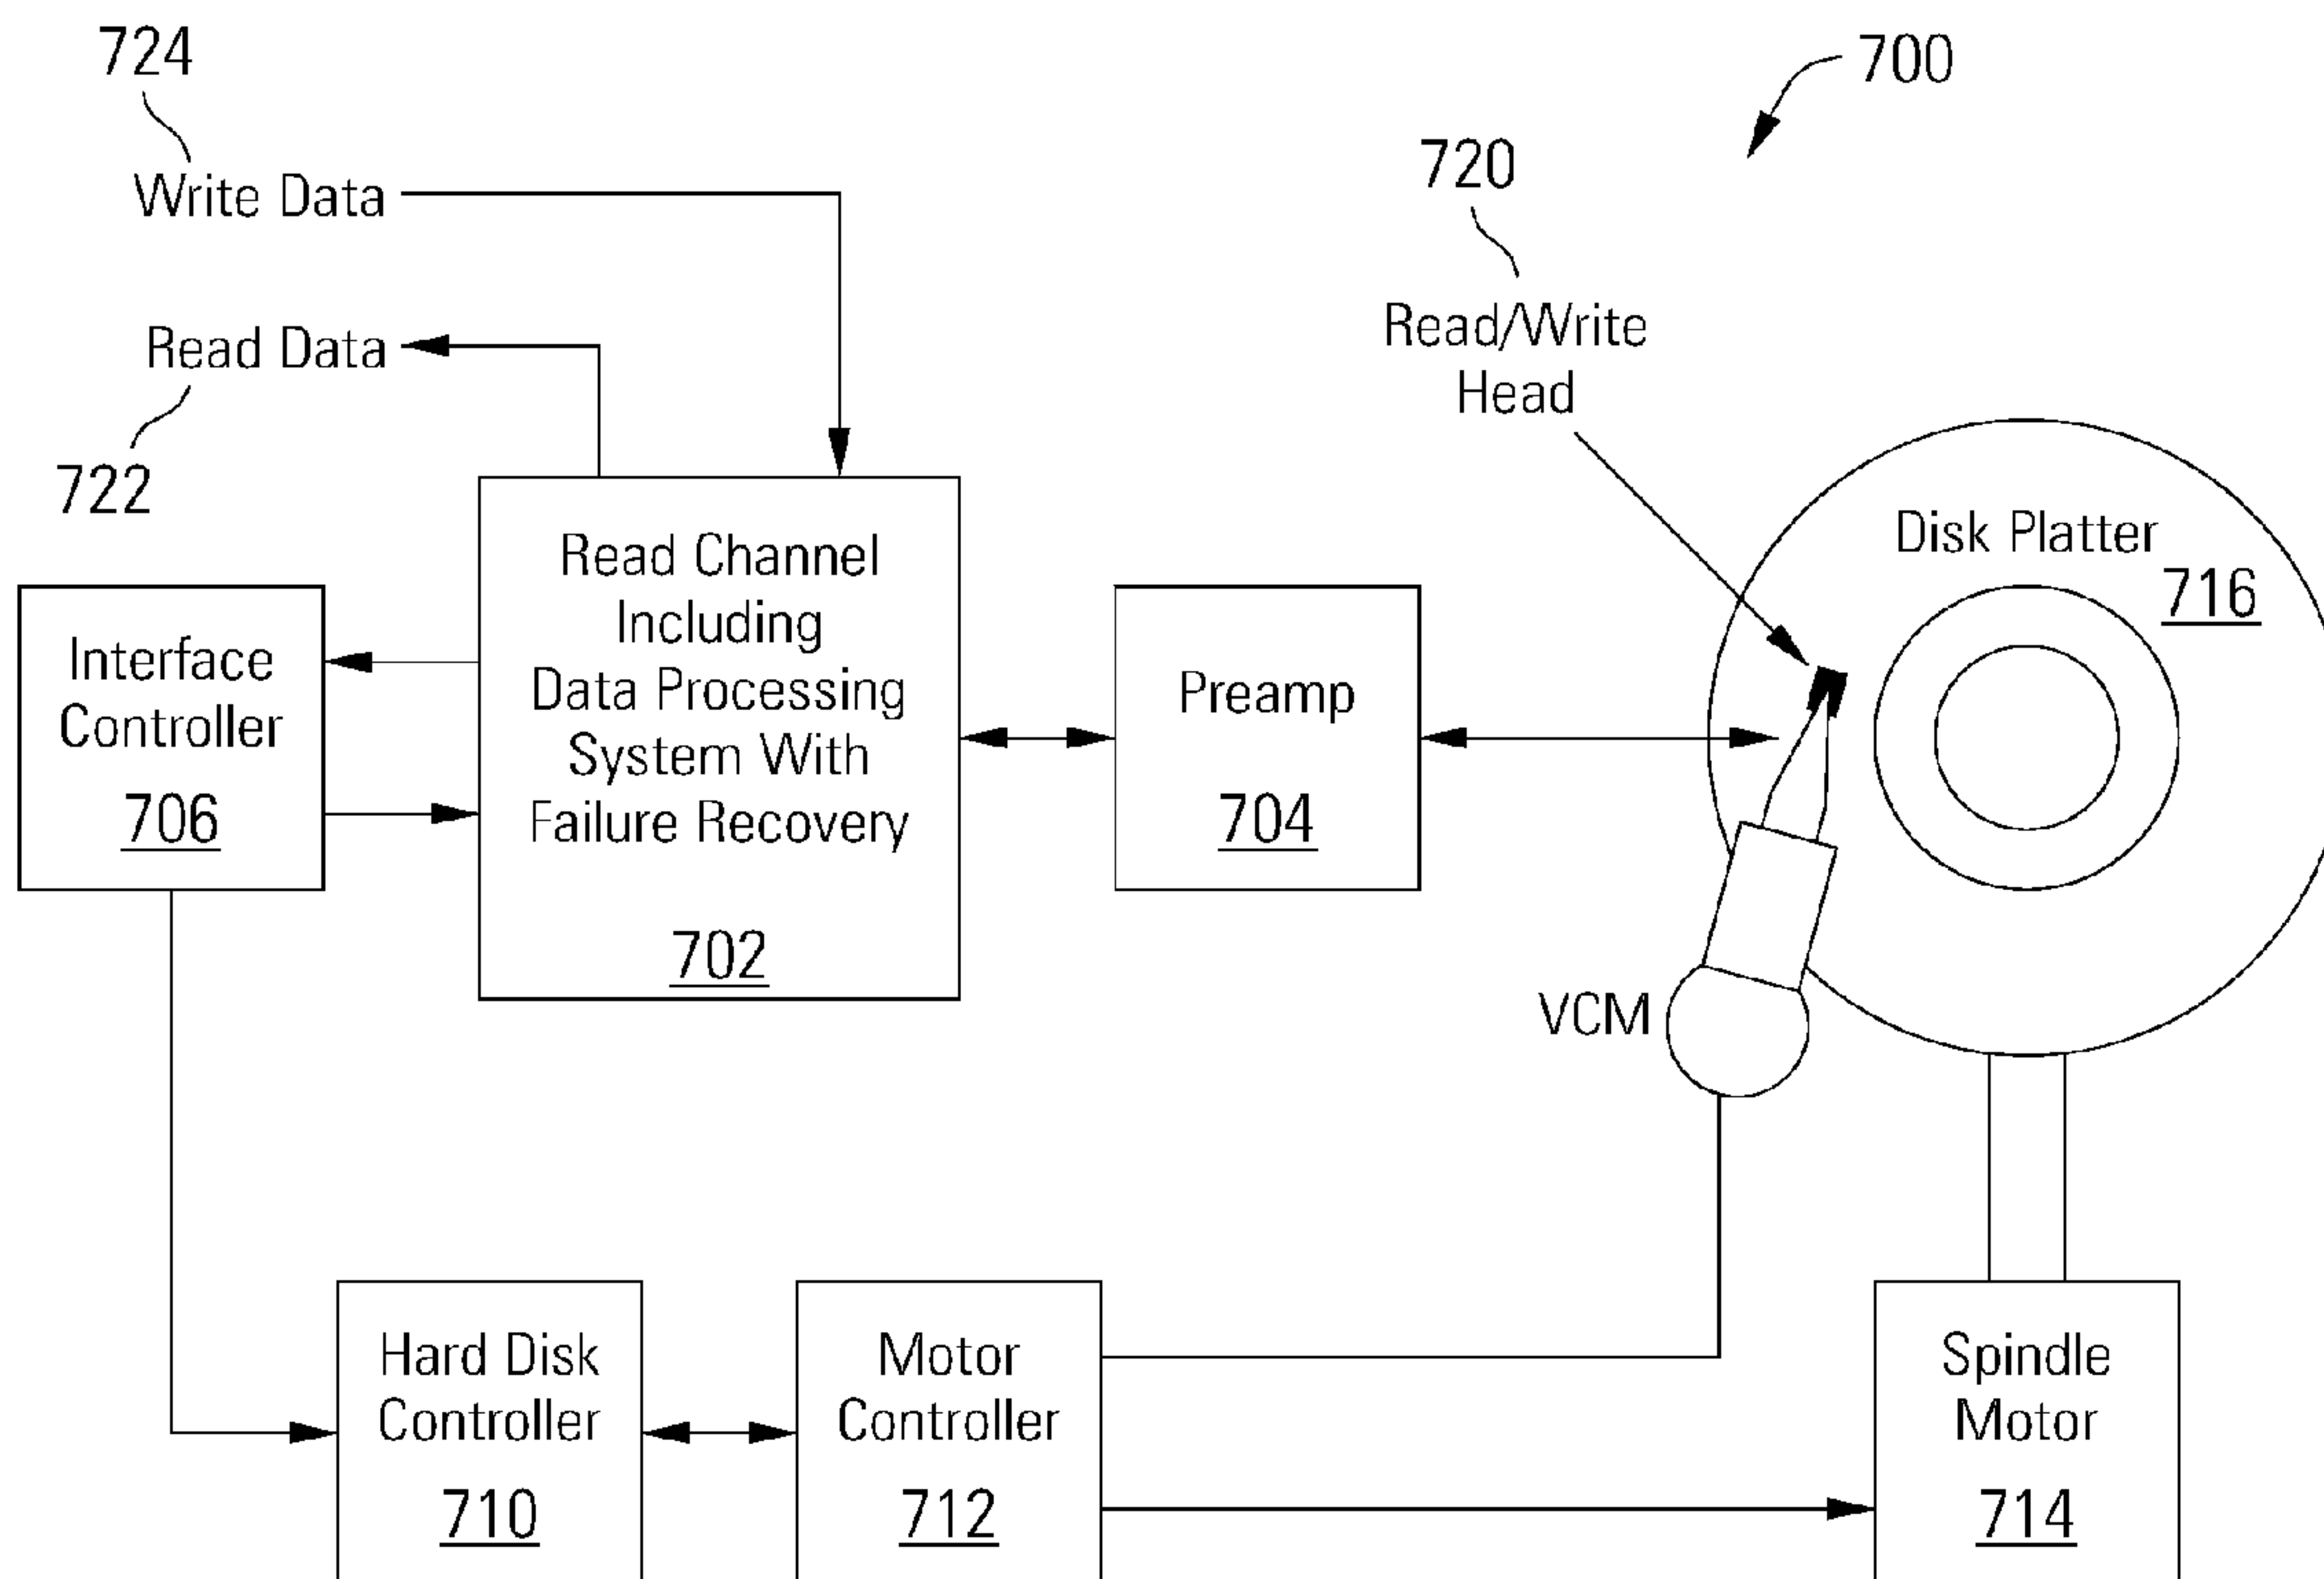 724
Write Data
700
720
Read/Write
Head
Read Data
722
Disk Platter
716
Read Channel
Including
Data Processing
System With
Failure Recovery
702
Interface
Controller
706
Preamp
704
VCM
Hard Disk
Controller
710
Motor
Controller
712
Spindle
Motor
714